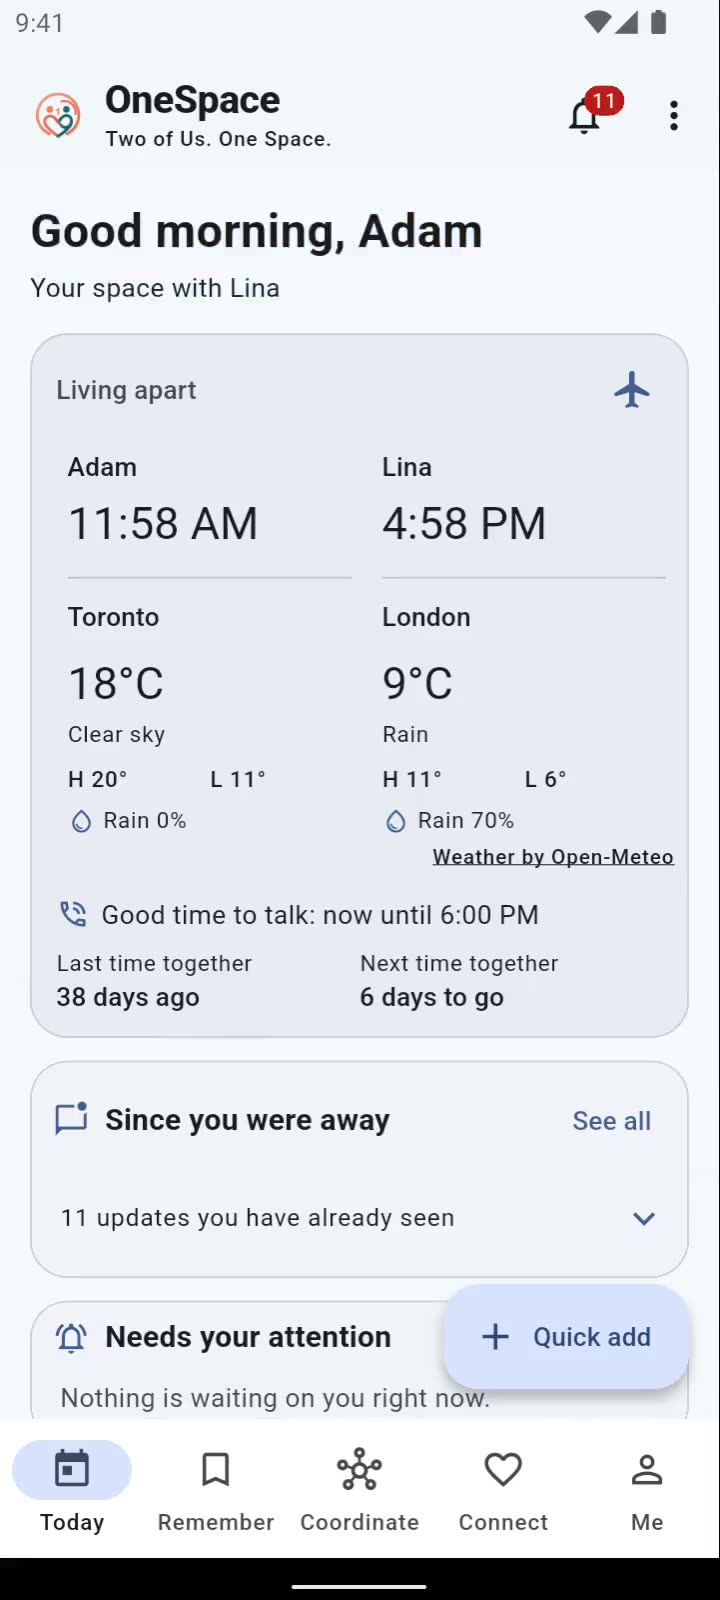 9:41
11
OneSpace
Two of Us. One Space.
Good morning, Adam
Your space with Lina
Living apart
Adam
11:58 AM
Lina
4:58 PM
Toronto
18°C
Clear sky
H 20° L 11°
Rain 0%
London
9°C
Rain
H 11° L 6°
Rain 70%
Weather by Open-Meteo
Good time to talk: now until 6:00 PM
Last time together
38 days ago
Next time together
6 days to go
Since you were away
See all
11 updates you have already seen
Needs your attention
Quick add
Nothing is waiting on you right now.
Today
Remember
Coordinate
Connect
Me